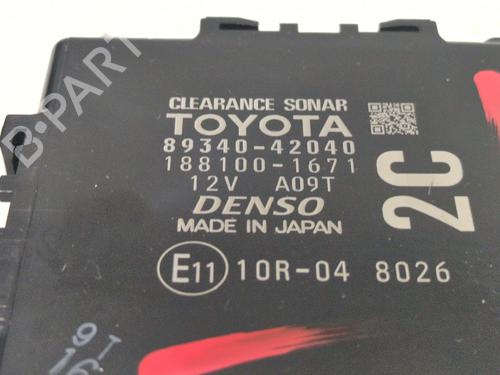 CLEARANCE SONAR
TOYOTA
89340-42040
188100-1671
12V A09T
DENSO
MADE IN JAPAN
E11 10R-04 8026
2C
B-PARTS